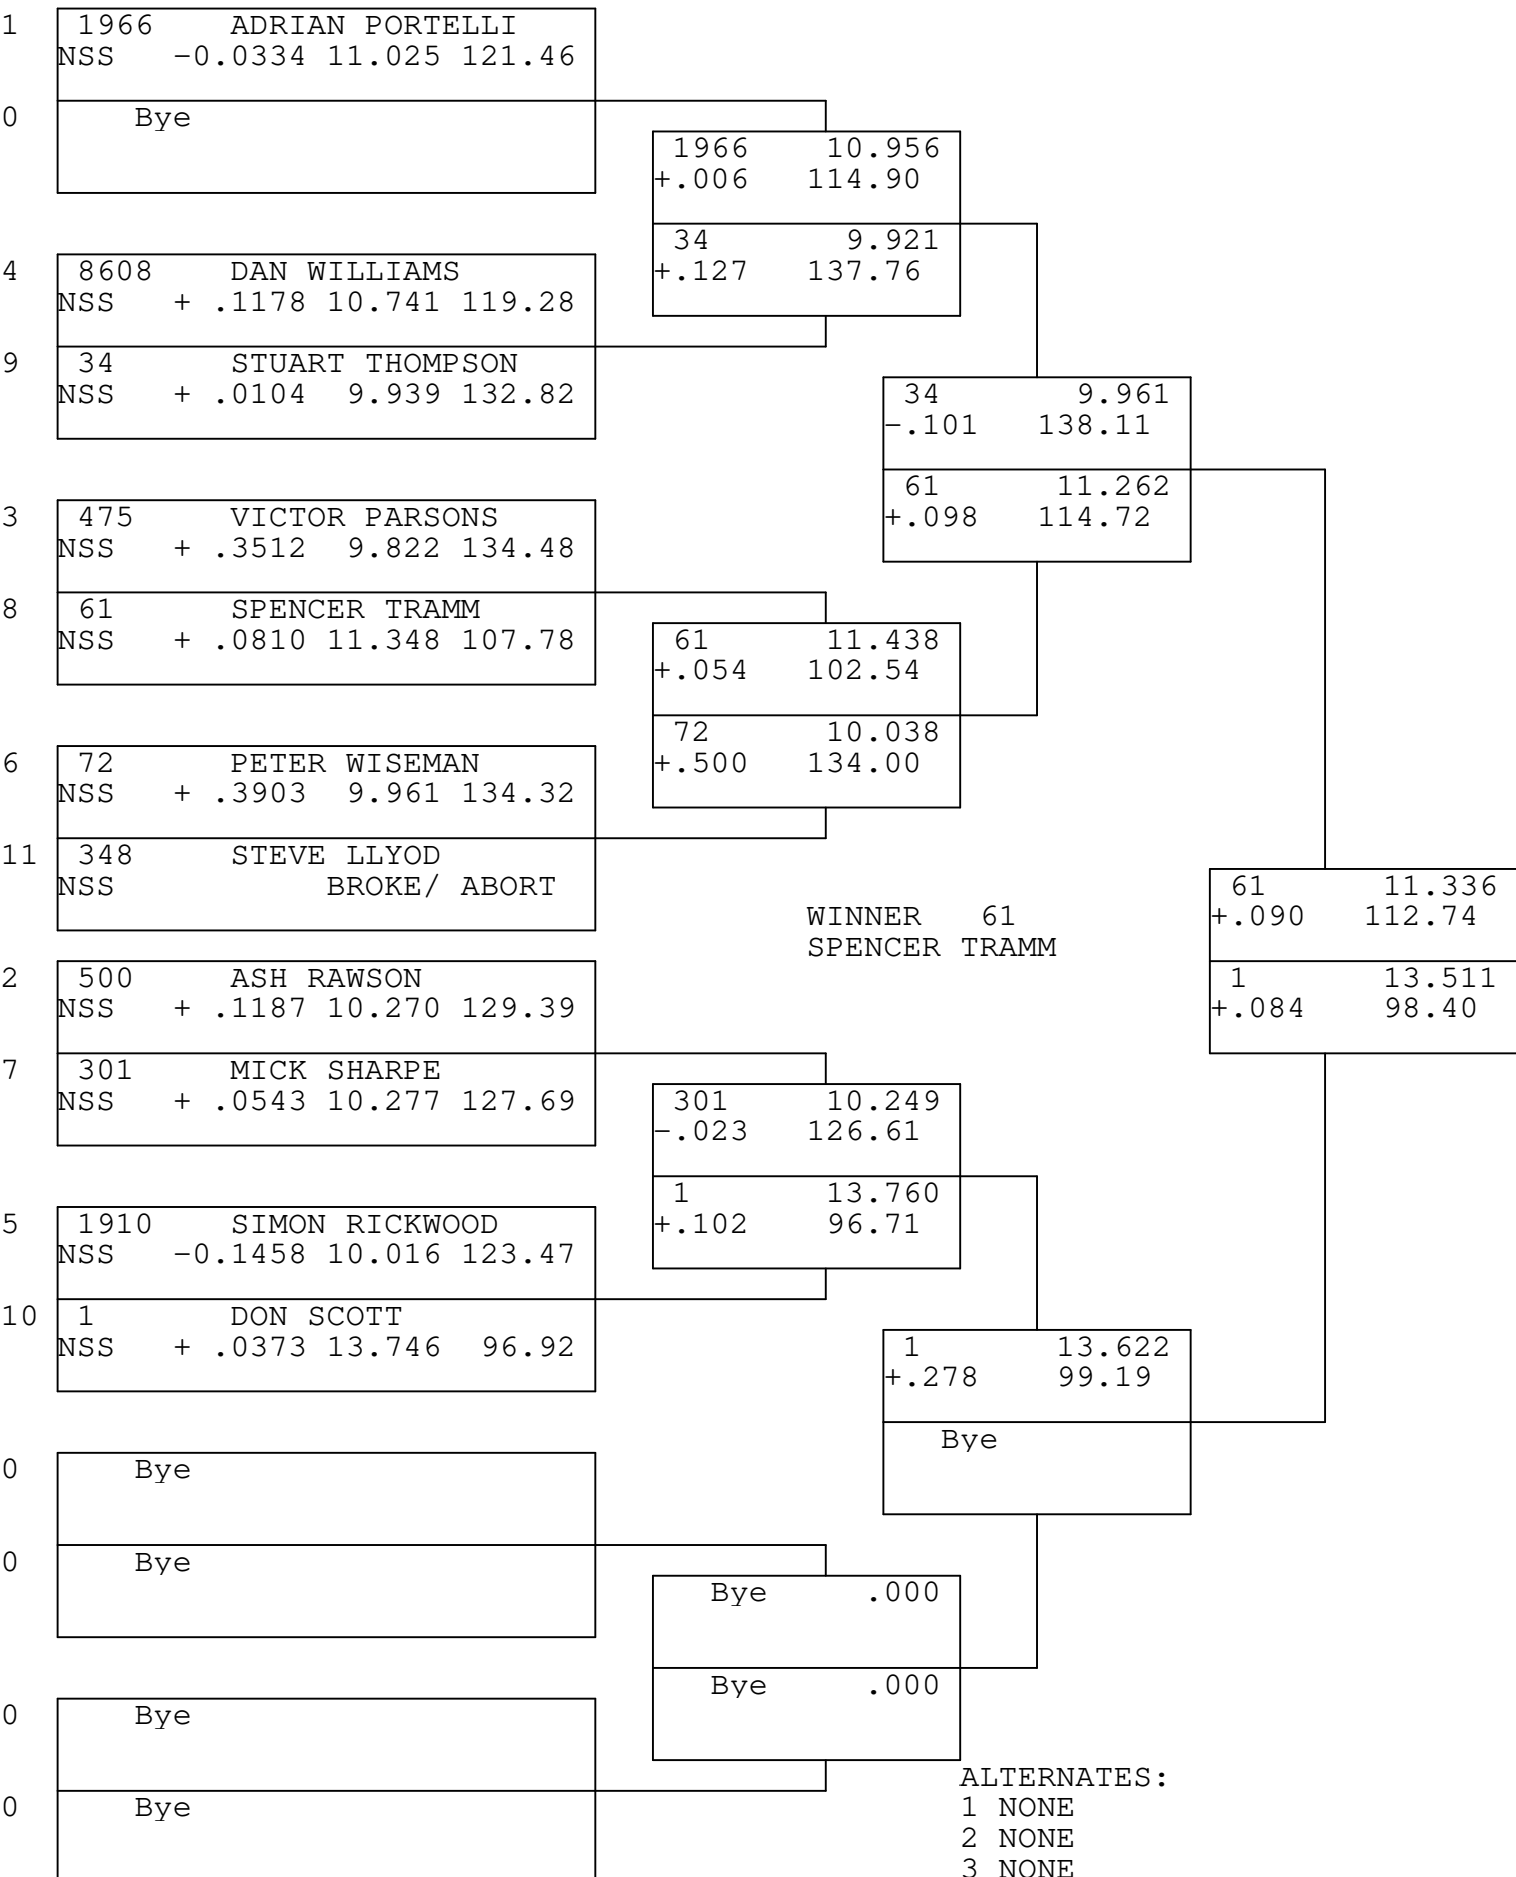 1 1966 ADRIAN PORTELLI
NSS -0.0334 11.025 121.46
0 Bye
1966 10.956
+.006 114.90
34 9.921
+.127 137.76
4 8608 DAN WILLIAMS
NSS + .1178 10.741 119.28
9 34 STUART THOMPSON
NSS + .0104 9.939 132.82
34 9.961
-.101 138.11
61 11.262
+.098 114.72
3 475 VICTOR PARSONS
NSS + .3512 9.822 134.48
8 61 SPENCER TRAMM
NSS + .0810 11.348 107.78
61 11.438
+.054 102.54
72 10.038
+.500 134.00
6 72 PETER WISEMAN
NSS + .3903 9.961 134.32
11 348 STEVE LLYOD
NSS BROKE/ ABORT
WINNER 61
SPENCER TRAMM
61 11.336
+.090 112.74
1 13.511
+.084 98.40
2 500 ASH RAWSON
NSS + .1187 10.270 129.39
7 301 MICK SHARPE
NSS + .0543 10.277 127.69
301 10.249
-.023 126.61
1 13.760
+.102 96.71
5 1910 SIMON RICKWOOD
NSS -0.1458 10.016 123.47
10 1 DON SCOTT
NSS + .0373 13.746 96.92
1 13.622
+.278 99.19
Bye
0 Bye
0 Bye
Bye .000
Bye .000
0 Bye
0 Bye
ALTERNATES:
1 NONE
2 NONE
3 NONE